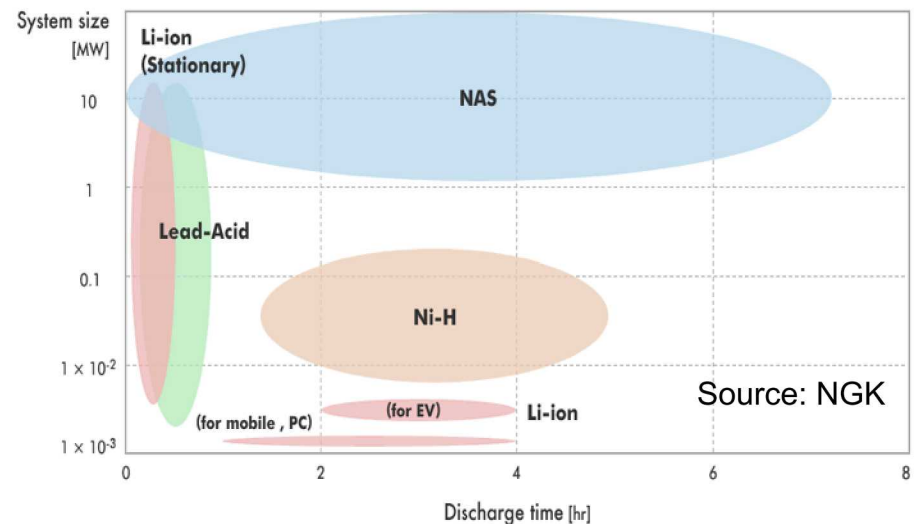 System size
[MW]
Li-ion
(Stationary)
10
NAS
1
Lead-Acid
0.1
Ni-H
1 × 10⁻²
Source: NGK
(for EV)
Li-ion
(for mobile , PC)
1 × 10⁻³
0 2 4 6 8
Discharge time [hr]